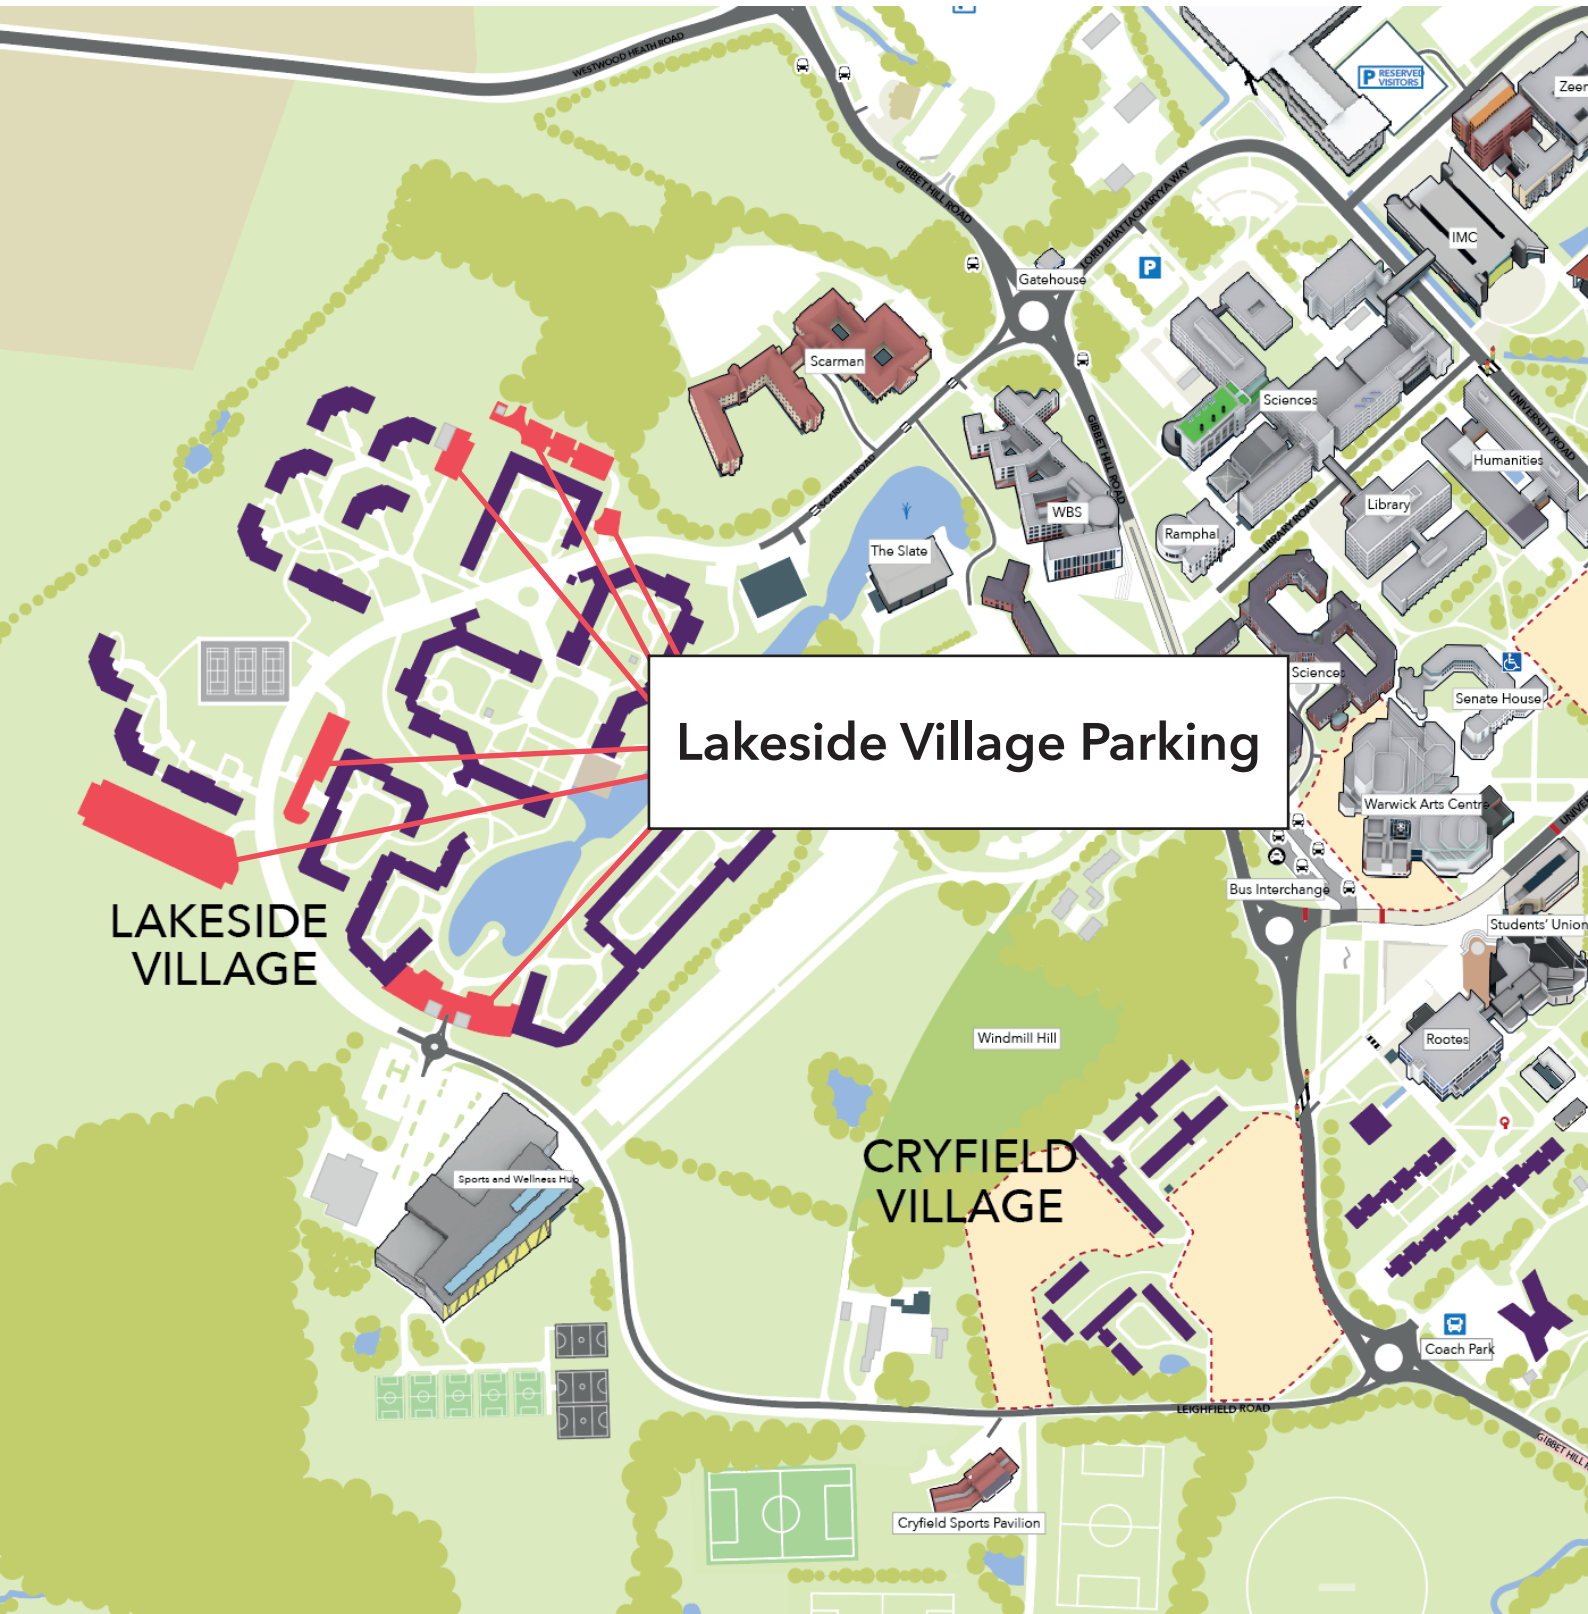 WESTWOOD HEATH ROAD
P RESERVED
VISITORS
GIBBET HILL ROAD
LORD BHATTACHARYYA WAY
IMC
Gatehouse
P
Scarman
Sciences
GIBBET HILL ROAD
UNIVERSITY ROAD
Humanities
SCARMAN ROAD
Library
WBS
LIBRARY ROAD
Ramphal
The Slate
Sciences
Senate House
Lakeside Village Parking
Warwick Arts Centre
Bus Interchange
LAKESIDE
VILLAGE
Students' Union
Windmill Hill
Rootes
CRYFIELD
VILLAGE
Sports and Wellness Hub
Coach Park
LEIGHFIELD ROAD
GIBBET HILL
Cryfield Sports Pavilion